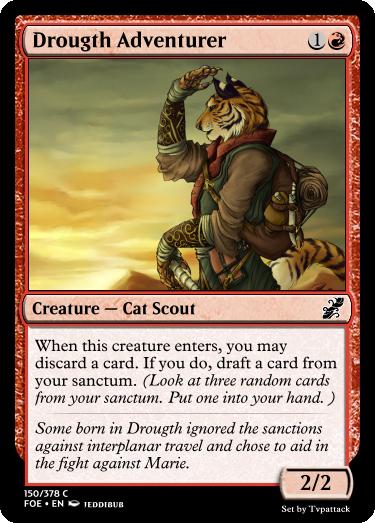 Drougth Adventurer 1
Creature — Cat Scout
When this creature enters, you may
discard a card. If you do, draft a card from
your sanctum. (Look at three random cards
from your sanctum. Put one into your hand. )
Some born in Drougth ignored the sanctions
against interplanar travel and chose to aid in
the fight against Marie.
2/2
150/378 C
FOE • EN JEDDIBUB
Set by Tvpattack